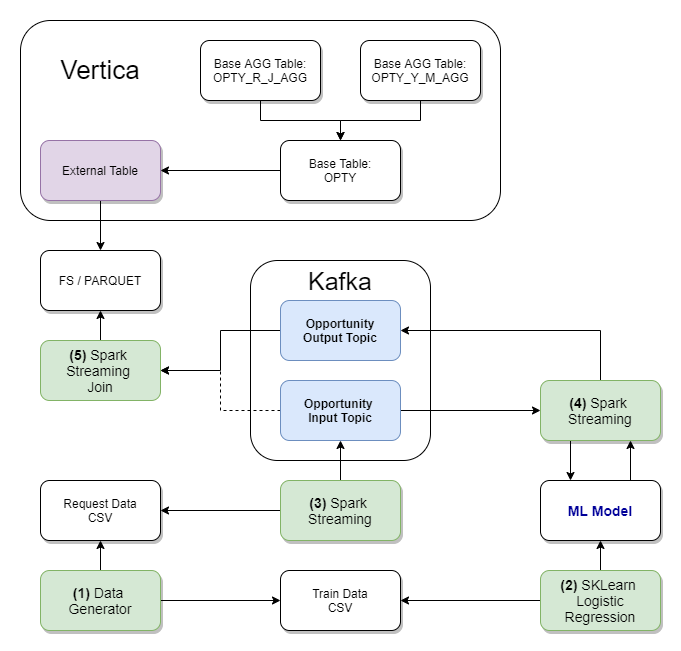 Vertica
Base AGG Table:
OPTY_R_J_AGG
Base AGG Table:
OPTY_Y_M_AGG
External Table
Base Table:
OPTY
FS / PARQUET
Kafka
Opportunity
Output Topic
(5) Spark
Streaming
Join
Opportunity
Input Topic
(4) Spark
Streaming
Request Data
CSV
(3) Spark
Streaming
ML Model
(1) Data
Generator
Train Data
CSV
(2) SKLearn
Logistic
Regression